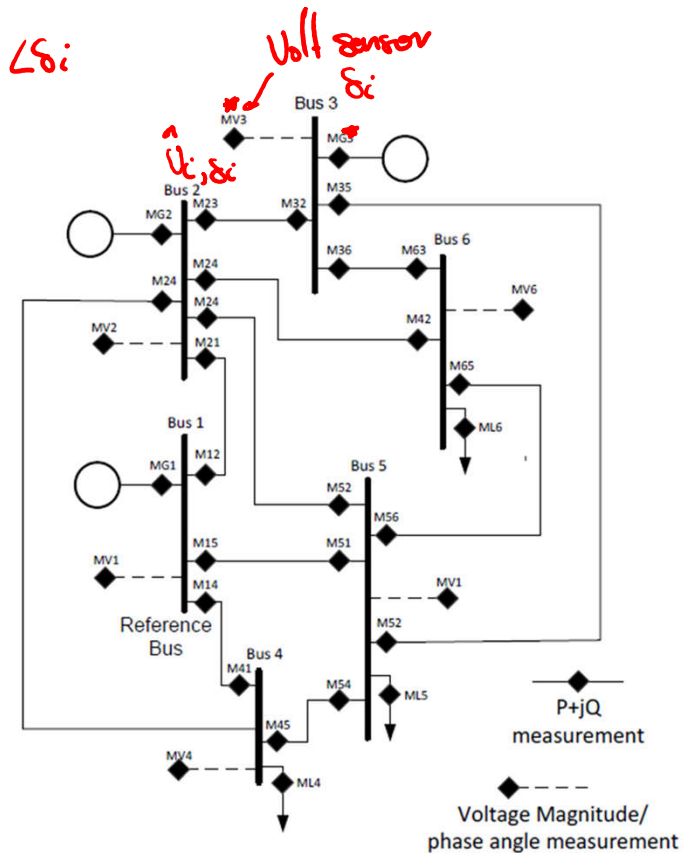 ∠δi
Volt sensor
δi
*
MV3
Bus 3
*
MG3
^
Vi, δi
Bus 2
M23
M32
M35
MG2
Bus 6
M24
M24
M36
M63
M24
MV6
MV2
M21
M42
M65
Bus 1
ML6
MG1
M12
Bus 5
M52
M56
M15
M51
MV1
M14
MV1
Reference
Bus
M52
Bus 4
M41
M54
ML5
P+jQ
measurement
M45
MV4
ML4
Voltage Magnitude/
phase angle measurement